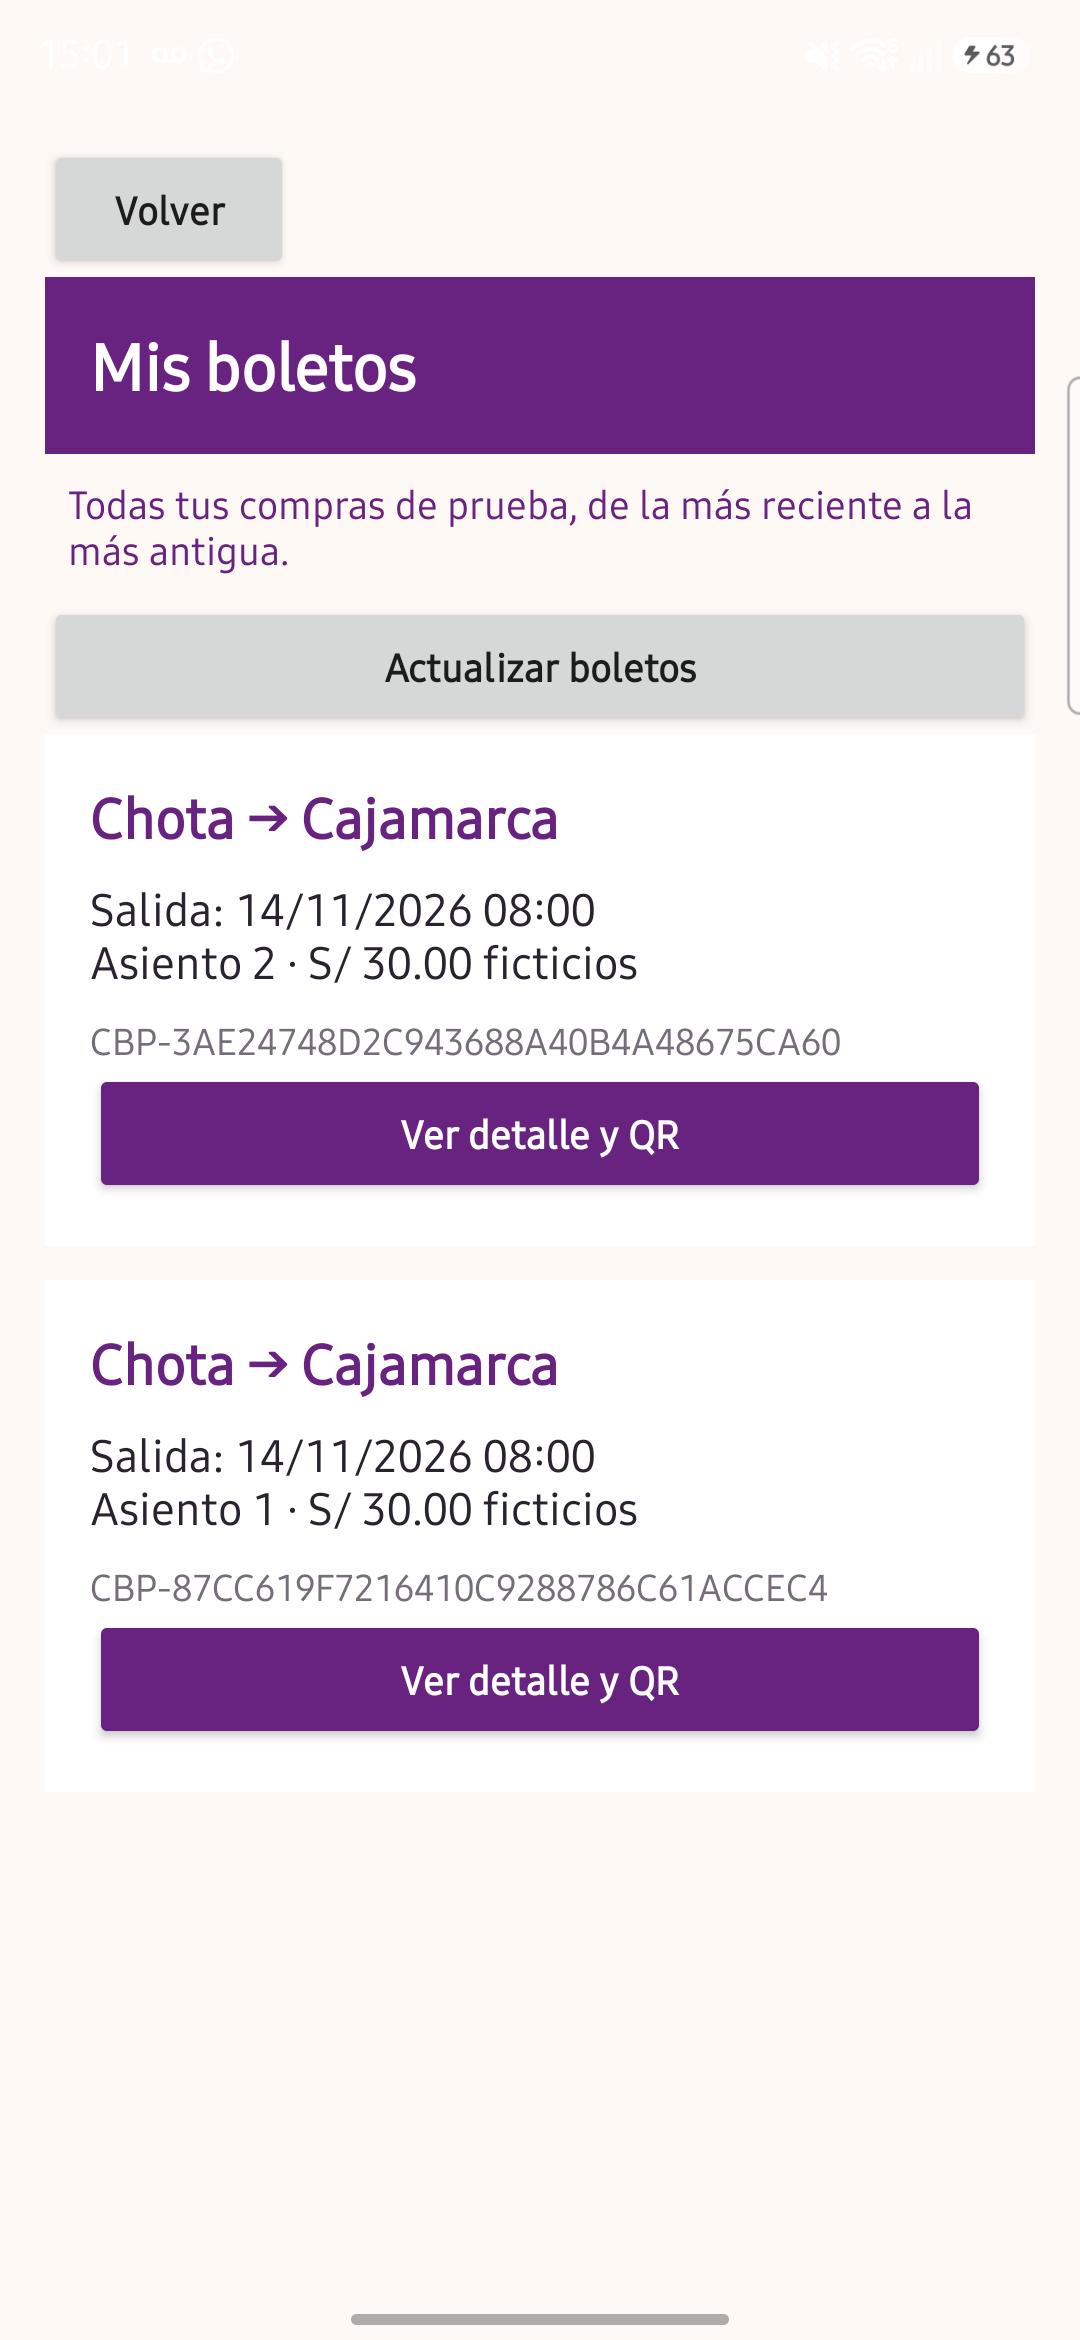 15:01
63
Volver
Mis boletos
Todas tus compras de prueba, de la más reciente a la
más antigua.
Actualizar boletos
Chota → Cajamarca
Salida: 14/11/2026 08:00
Asiento 2 · S/ 30.00 ficticios
CBP-3AE24748D2C943688A40B4A48675CA60
Ver detalle y QR
Chota → Cajamarca
Salida: 14/11/2026 08:00
Asiento 1 · S/ 30.00 ficticios
CBP-87CC619F7216410C9288786C61ACCEC4
Ver detalle y QR